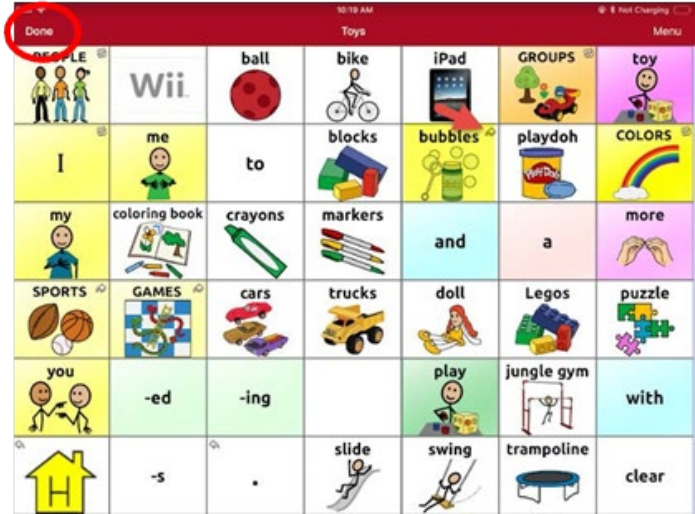 10:19 AM
Not Charging
Done
Toys
Menu
PEOPLE
Wii
ball
bike
iPad
GROUPS
toy
I
me
to
blocks
bubbles
playdoh
Play-Doh
COLORS
my
coloring book
crayons
markers
and
a
more
SPORTS
GAMES
cars
trucks
doll
Legos
puzzle
you
-ed
-ing
play
jungle gym
with
H
-s
.
slide
swing
trampoline
clear